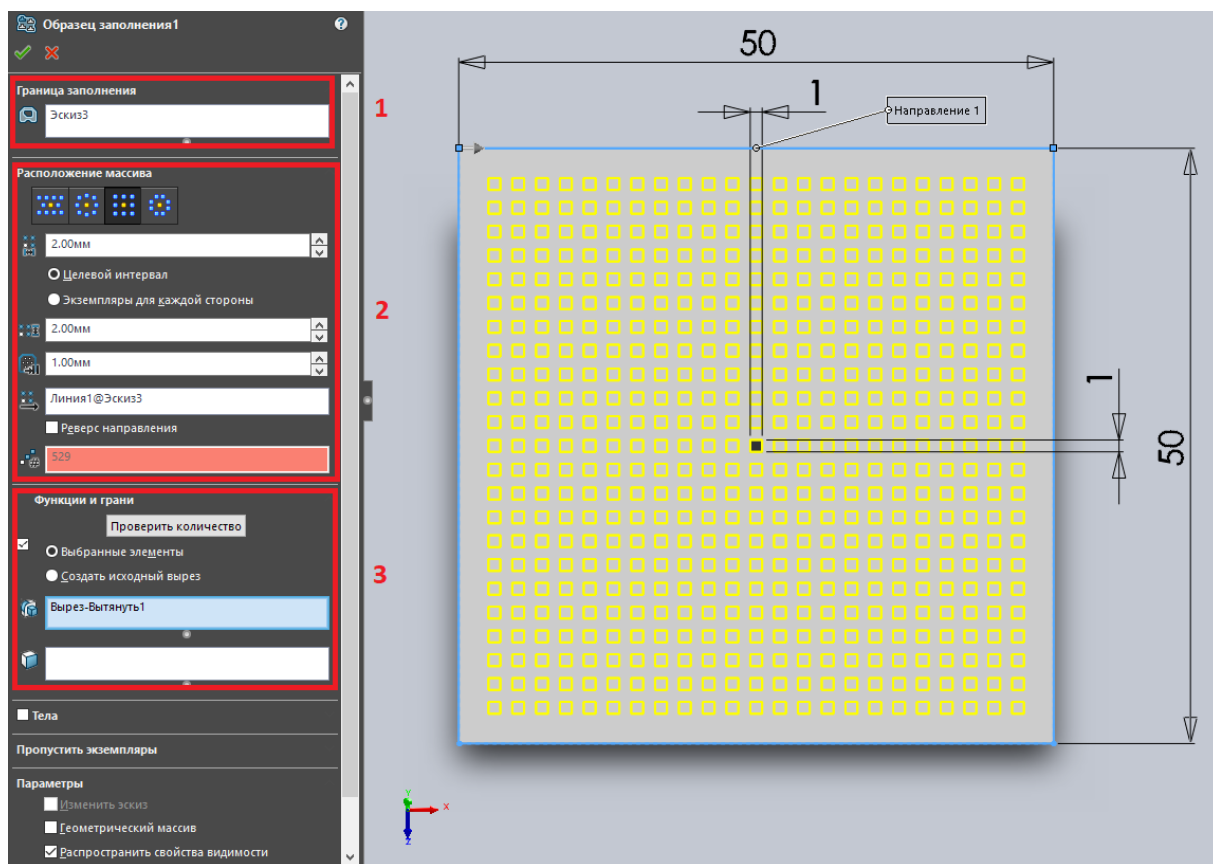 Образец заполнения1
?
Граница заполнения
Эскиз3
1
Расположение массива
2.00мм
Целевой интервал
Экземпляры для каждой стороны
2
2.00мм
1.00мм
Линия1@Эскиз3
Реверс направления
529
Функции и грани
Проверить количество
Выбранные элементы
Создать исходный вырез
3
Вырез-Вытянуть1
Тела
Пропустить экземпляры
Параметры
Изменить эскиз
Геометрический массив
Распространить свойства видимости
50
1
Направление 1
1
50
Y
X
Z